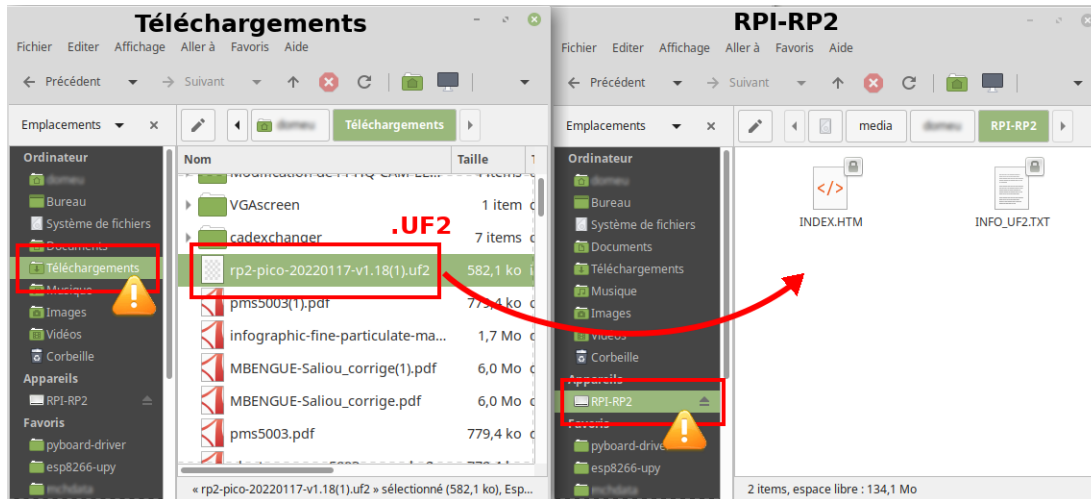 Téléchargements
Fichier Editer Affichage Aller à Favoris Aide
Précédent Suivant
Emplacements
Téléchargements
Ordinateur
Bureau
Système de fichiers
Documents
Téléchargements
Musique
Images
Vidéos
Corbeille
Appareils
RPI-RP2
Favoris
pyboard-driver
esp8266-upy
Nom Taille
VGAscreen 1 item
cadexchanger 7 items
.UF2
rp2-pico-20220117-v1.18(1).uf2 582,1 ko
pms5003(1).pdf 779,4 ko
infographic-fine-particulate-ma... 1,7 Mo
MBENGUE-Saliou_corrige(1).pdf 6,0 Mo
MBENGUE-Saliou_corrige.pdf 6,0 Mo
pms5003.pdf 779,4 ko
« rp2-pico-20220117-v1.18(1).uf2 » sélectionné (582,1 ko), Esp...
RPI-RP2
Fichier Editer Affichage Aller à Favoris Aide
Précédent Suivant
Emplacements
media RPI-RP2
Ordinateur
Bureau
Système de fichiers
Documents
Téléchargements
Musique
Images
Vidéos
Corbeille
Appareils
RPI-RP2
Favoris
pyboard-drive
esp8266-upy
INDEX.HTM INFO_UF2.TXT
2 items, espace libre : 134,1 Mo